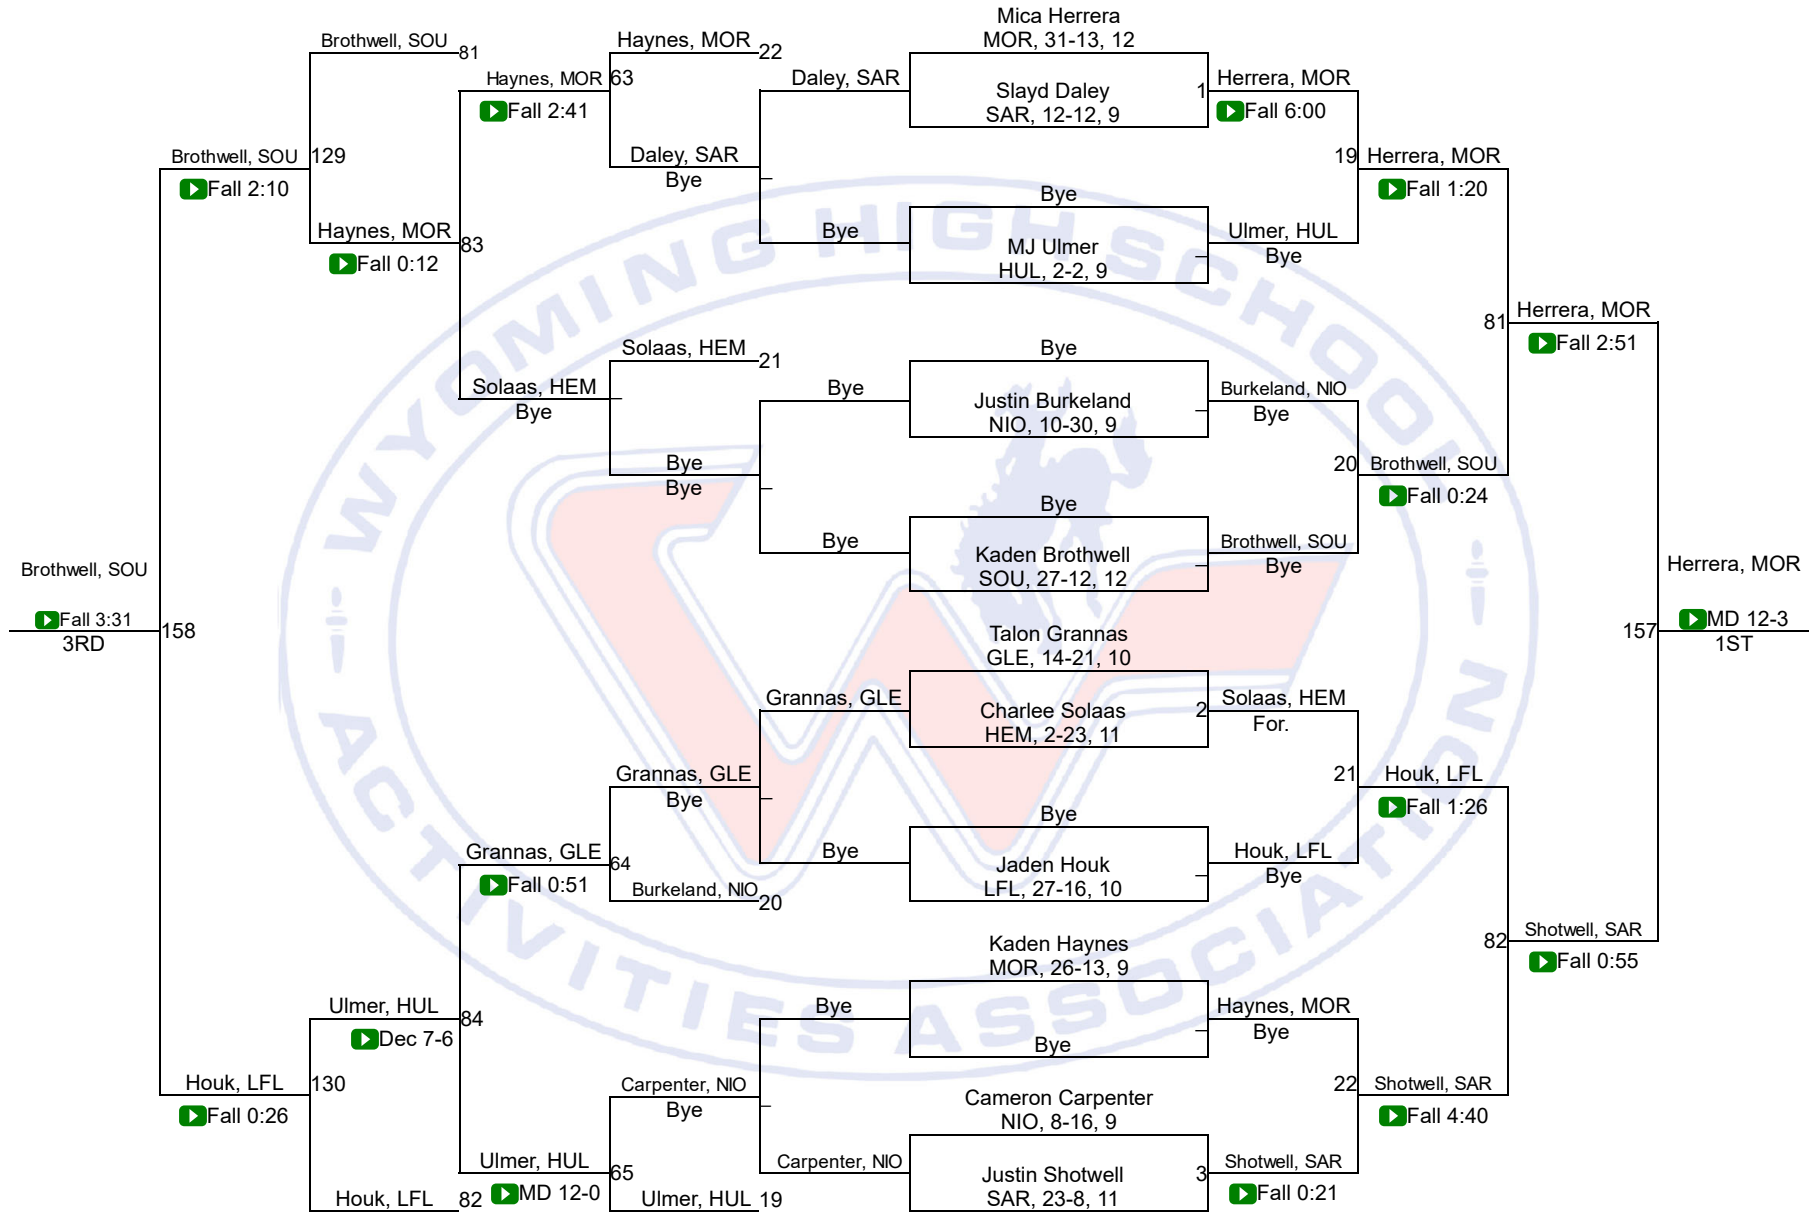 Mica Herrera
MOR, 31-13, 12
Brothwell, SOU
81
Haynes, MOR
22
Haynes, MOR
63
Fall 2:41
Daley, SAR
Slayd Daley
SAR, 12-12, 9
1
Herrera, MOR
Fall 6:00
Brothwell, SOU
129
Fall 2:10
Daley, SAR
Bye
19
Herrera, MOR
Fall 1:20
Haynes, MOR
83
Fall 0:12
Bye
Bye
MJ Ulmer
HUL, 2-2, 9
Ulmer, HUL
Bye
81
Herrera, MOR
Fall 2:51
Solaas, HEM
21
Solaas, HEM
Bye
Bye
Bye
Justin Burkeland
NIO, 10-30, 9
Burkeland, NIO
Bye
Bye
Bye
20
Brothwell, SOU
Fall 0:24
Bye
Bye
Kaden Brothwell
SOU, 27-12, 12
Brothwell, SOU
Bye
Brothwell, SOU
Fall 3:31
3RD
158
Herrera, MOR
157
MD 12-3
1ST
Talon Grannas
GLE, 14-21, 10
Grannas, GLE
Charlee Solaas
HEM, 2-23, 11
2
Solaas, HEM
For.
Grannas, GLE
Bye
21
Houk, LFL
Fall 1:26
Grannas, GLE
64
Fall 0:51
Bye
Bye
Jaden Houk
LFL, 27-16, 10
Houk, LFL
Bye
Burkeland, NIO
20
82
Shotwell, SAR
Fall 0:55
Kaden Haynes
MOR, 26-13, 9
Ulmer, HUL
84
Dec 7-6
Bye
Bye
Haynes, MOR
Bye
Houk, LFL
130
Fall 0:26
Carpenter, NIO
Bye
Cameron Carpenter
NIO, 8-16, 9
22
Shotwell, SAR
Fall 4:40
Ulmer, HUL
65
MD 12-0
Carpenter, NIO
Justin Shotwell
SAR, 23-8, 11
3
Shotwell, SAR
Fall 0:21
Houk, LFL
82
Ulmer, HUL
19
WYOMING HIGH SCHOOL
ACTIVITIES ASSOCIATION